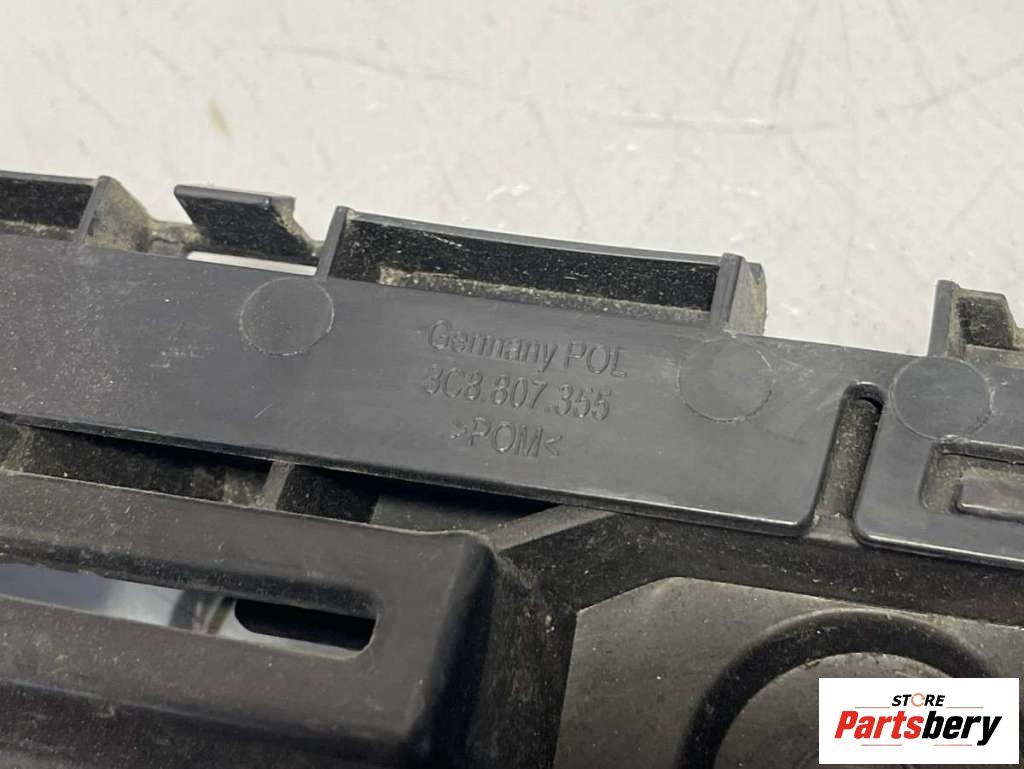 Germany POL
3C8.807.355
>POM<
STORE
Partsbery